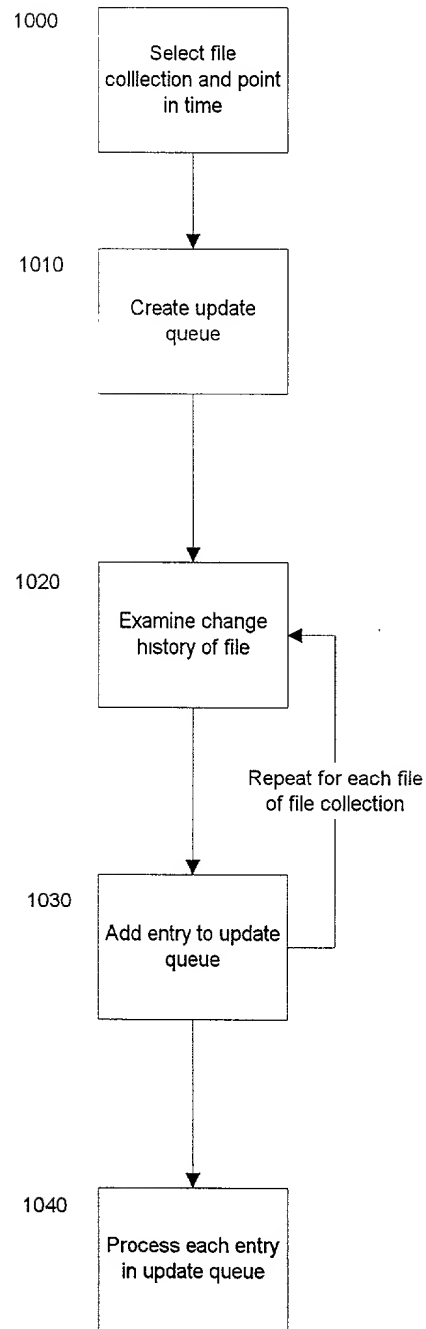 1000
Select file
colllection and point
in time
1010
Create update
queue
1020
Examine change
history of file
Repeat for each file
of file collection
1030
Add entry to update
queue
1040
Process each entry
in update queue